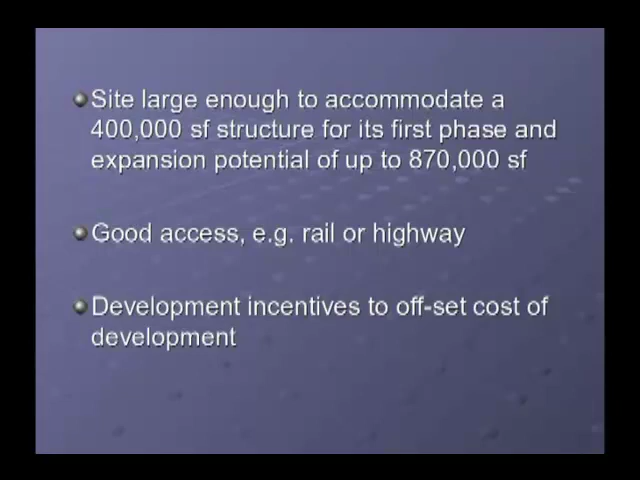 Site large enough to accommodate a
400,000 sf structure for its first phase and
expansion potential of up to 870,000 sf
Good access, e.g. rail or highway
Development incentives to off-set cost of
development